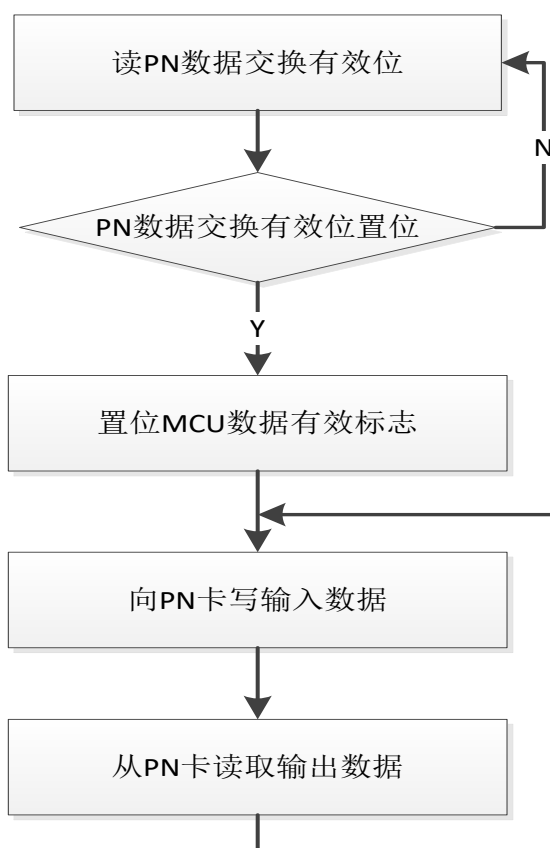 读PN数据交换有效位
N
PN数据交换有效位置位
Y
置位MCU数据有效标志
向PN卡写输入数据
从PN卡读取输出数据